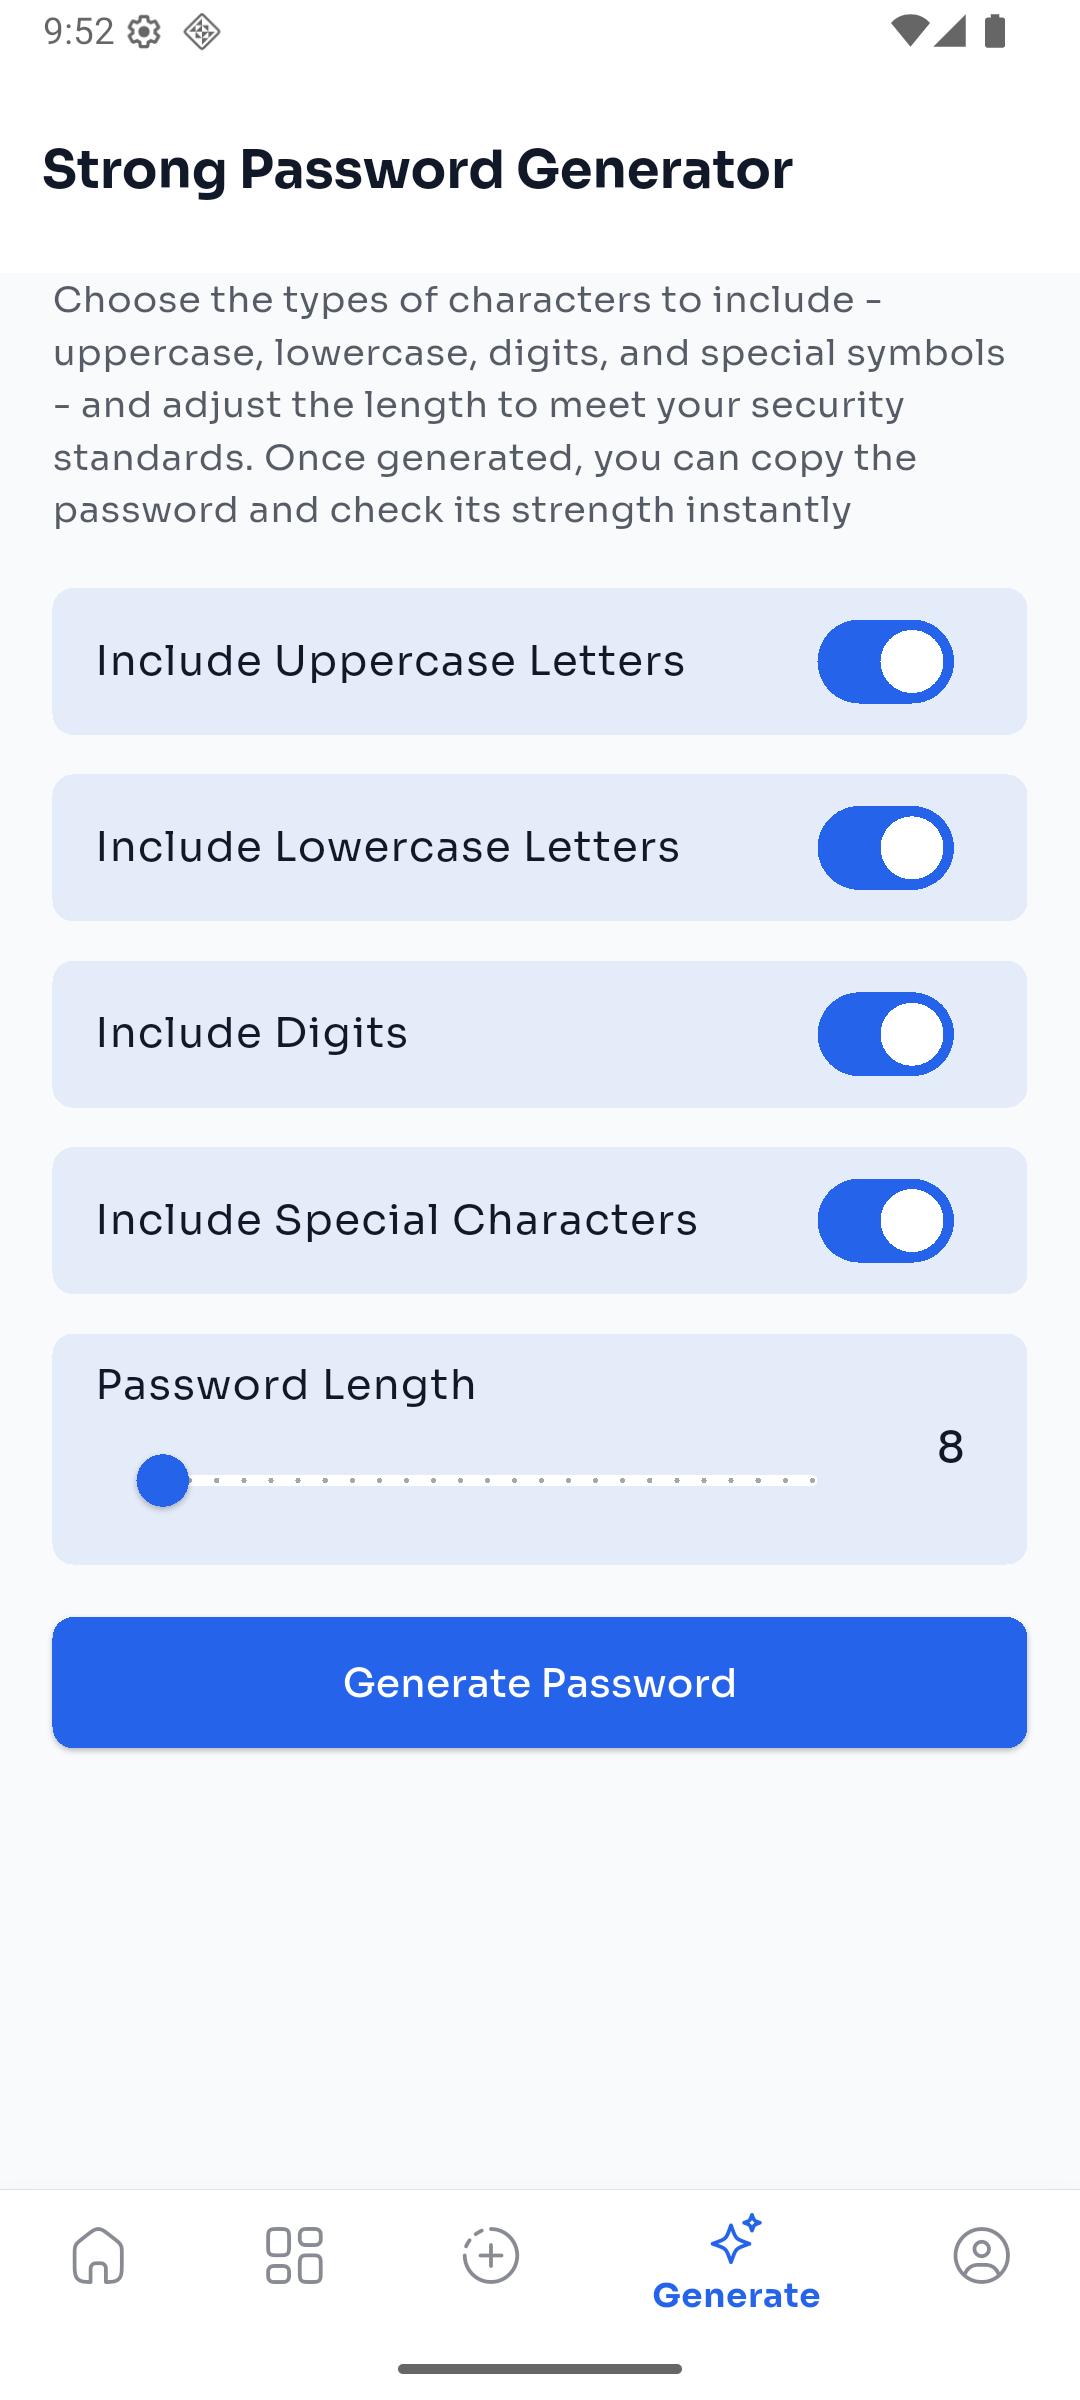 9:52
Strong Password Generator
Choose the types of characters to include -
uppercase, lowercase, digits, and special symbols
- and adjust the length to meet your security
standards. Once generated, you can copy the
password and check its strength instantly
Include Uppercase Letters
Include Lowercase Letters
Include Digits
Include Special Characters
Password Length
8
Generate Password
Generate